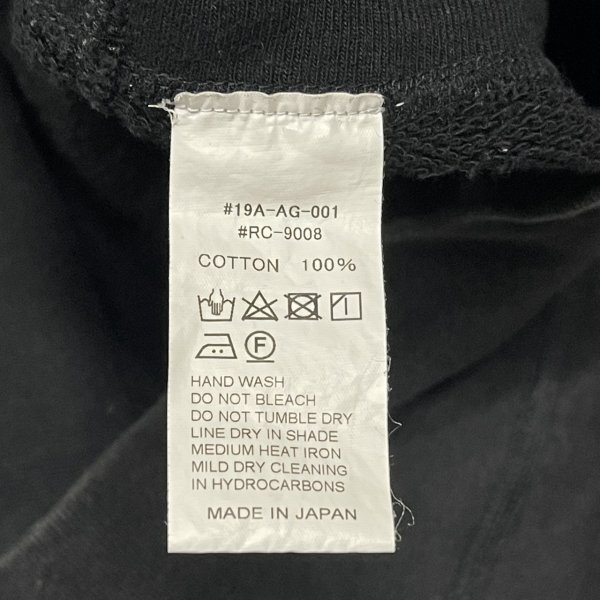 #19A-AG-001
#RC-9008
COTTON 100%
F
HAND WASH
DO NOT BLEACH
DO NOT TUMBLE DRY
LINE DRY IN SHADE
MEDIUM HEAT IRON
MILD DRY CLEANING
IN HYDROCARBONS
MADE IN JAPAN